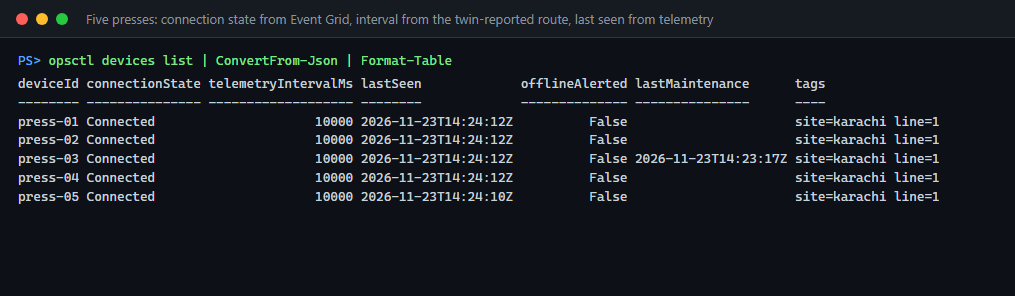 Five presses: connection state from Event Grid, interval from the twin-reported route, last seen from telemetry
PS> opsctl devices list | ConvertFrom-Json | Format-Table
deviceId connectionState telemetryIntervalMs lastSeen             offlineAlerted lastMaintenance      tags
-------- --------------- ------------------- --------             -------------- ---------------      ----
press-01 Connected                     10000 2026-11-23T14:24:12Z          False                      site=karachi line=1
press-02 Connected                     10000 2026-11-23T14:24:12Z          False                      site=karachi line=1
press-03 Connected                     10000 2026-11-23T14:24:12Z          False 2026-11-23T14:23:17Z site=karachi line=1
press-04 Connected                     10000 2026-11-23T14:24:12Z          False                      site=karachi line=1
press-05 Connected                     10000 2026-11-23T14:24:10Z          False                      site=karachi line=1